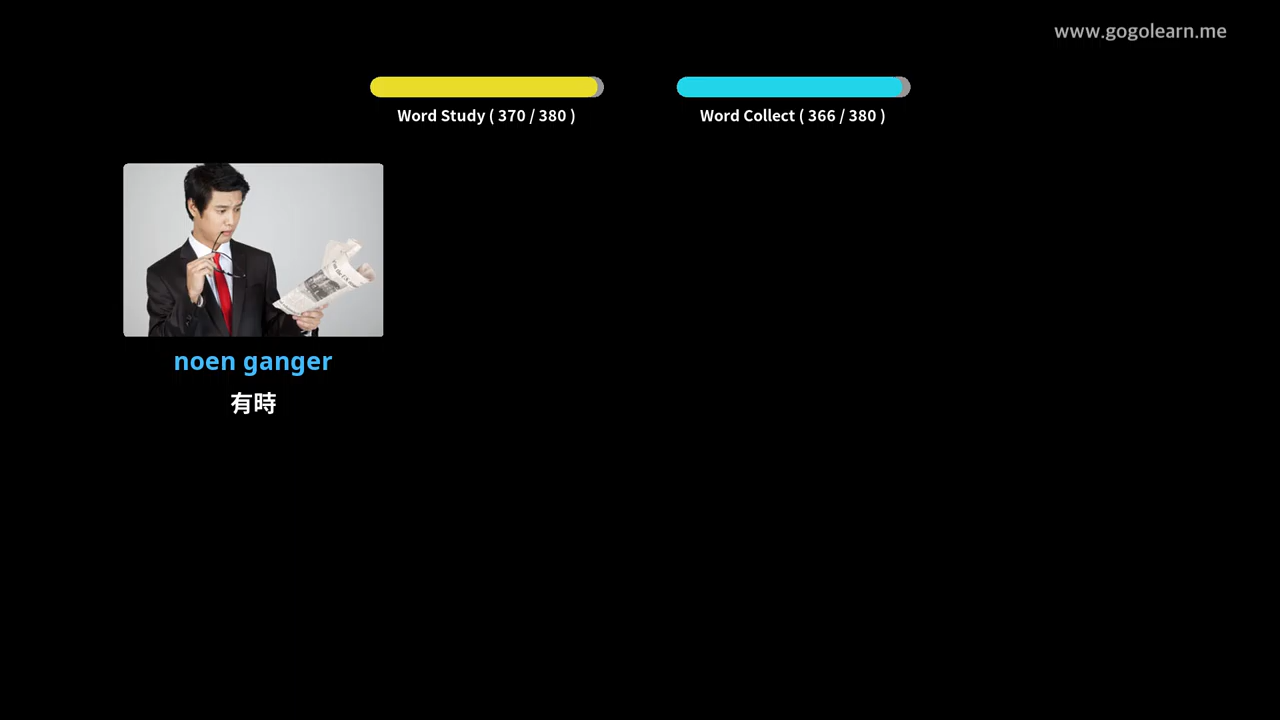 www.gogolearn.me
Word Study ( 370 / 380 )
Word Collect ( 366 / 380 )
noen ganger
有時